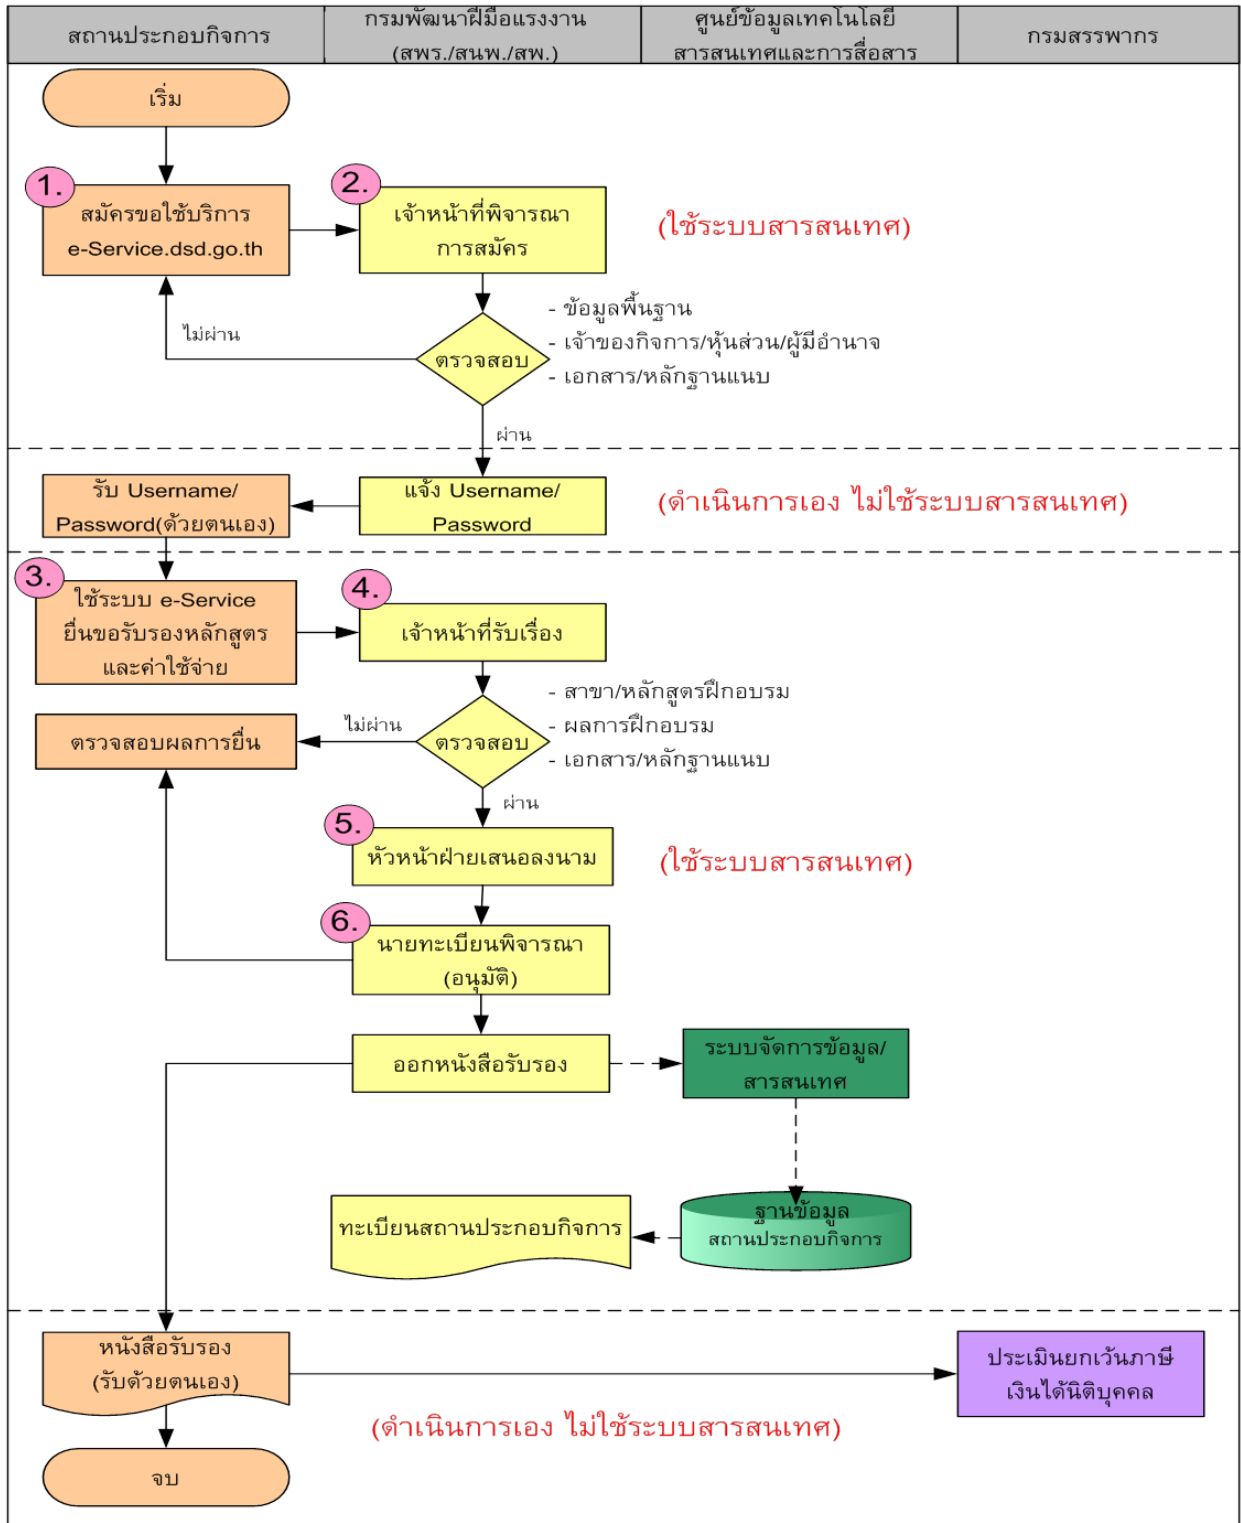 สถานประกอบกิจการ
กรมพัฒนาฝีมือแรงงาน
(สพร./สนพ./สพ.)
ศูนย์ข้อมูลเทคโนโลยี
สารสนเทศและการสื่อสาร
กรมสรรพากร
เริ่ม
1.
สมัครขอใช้บริการ
e-Service.dsd.go.th
2.
เจ้าหน้าที่พิจารณา
การสมัคร
(ใช้ระบบสารสนเทศ)
ไม่ผ่าน
ตรวจสอบ
- ข้อมูลพื้นฐาน
- เจ้าของกิจการ/หุ้นส่วน/ผู้มีอำนาจ
- เอกสาร/หลักฐานแนบ
ผ่าน
รับ Username/
Password(ด้วยตนเอง)
แจ้ง Username/
Password
(ดำเนินการเอง ไม่ใช้ระบบสารสนเทศ)
3.
ใช้ระบบ e-Service
ยื่นขอรับรองหลักสูตร
และค่าใช้จ่าย
4.
เจ้าหน้าที่รับเรื่อง
ตรวจสอบผลการยื่น
ไม่ผ่าน
ตรวจสอบ
- สาขา/หลักสูตรฝึกอบรม
- ผลการฝึกอบรม
- เอกสาร/หลักฐานแนบ
ผ่าน
5.
หัวหน้าฝ่ายเสนอลงนาม
(ใช้ระบบสารสนเทศ)
6.
นายทะเบียนพิจารณา
(อนุมัติ)
ออกหนังสือรับรอง
ระบบจัดการข้อมูล/
สารสนเทศ
ทะเบียนสถานประกอบกิจการ
ฐานข้อมูล
สถานประกอบกิจการ
หนังสือรับรอง
(รับด้วยตนเอง)
ประเมินยกเว้นภาษี
เงินได้นิติบุคคล
(ดำเนินการเอง ไม่ใช้ระบบสารสนเทศ)
จบ